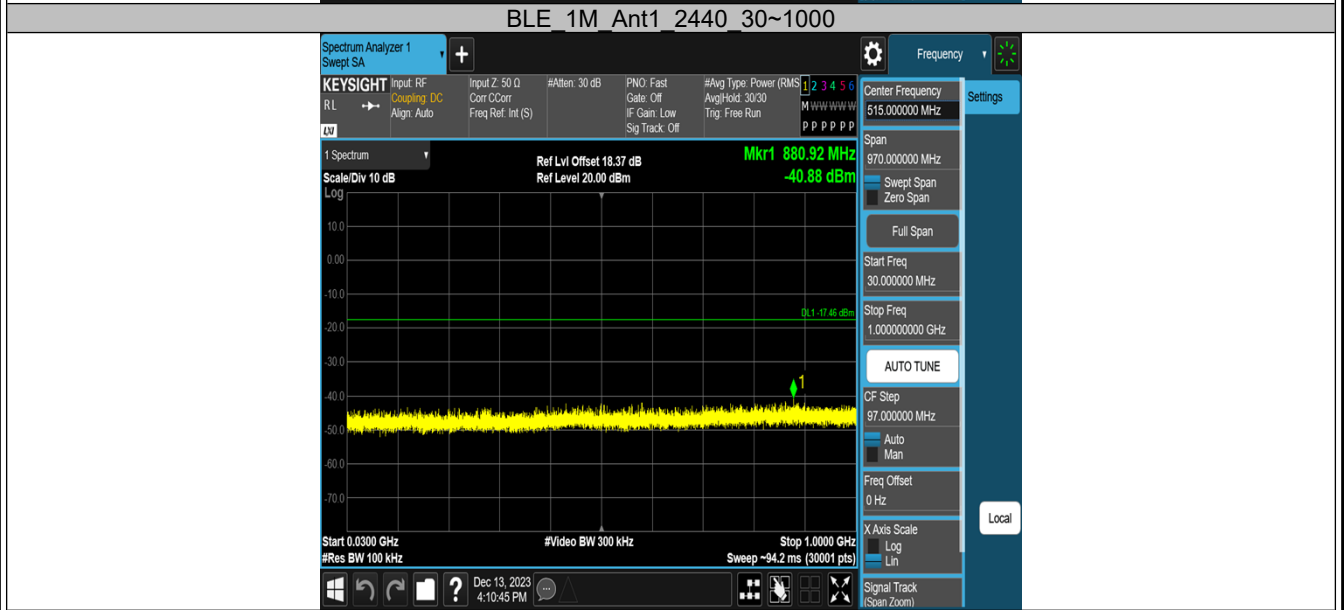 BLE_1M_Ant1_2440_30~1000
Spectrum Analyzer 1
Swept SA
+
Frequency
KEYSIGHT
RL
LXI
Input: RF
Coupling: DC
Align: Auto
Input Z: 50 Ω
Corr CCorr
Freq Ref: Int (S)
#Atten: 30 dB
PNO: Fast
Gate: Off
IF Gain: Low
Sig Track: Off
#Avg Type: Power (RMS
Avg|Hold: 30/30
Trig: Free Run
1 2 3 4 5 6
M W W W W W
P P P P P P
1 Spectrum
Scale/Div 10 dB
Log
Ref Lvl Offset 18.37 dB
Ref Level 20.00 dBm
Mkr1 880.92 MHz
-40.88 dBm
10.0
0.00
-10.0
DL1 -17.46 dBm
-20.0
-30.0
1
-40.0
-50.0
-60.0
-70.0
Start 0.0300 GHz
#Res BW 100 kHz
#Video BW 300 kHz
Stop 1.0000 GHz
Sweep ~94.2 ms (30001 pts)
Center Frequency
515.000000 MHz
Settings
Span
970.000000 MHz
Swept Span
Zero Span
Full Span
Start Freq
30.000000 MHz
Stop Freq
1.000000000 GHz
AUTO TUNE
CF Step
97.000000 MHz
Auto
Man
Freq Offset
0 Hz
X Axis Scale
Log
Lin
Local
Signal Track
(Span Zoom)
?
Dec 13, 2023
4:10:45 PM